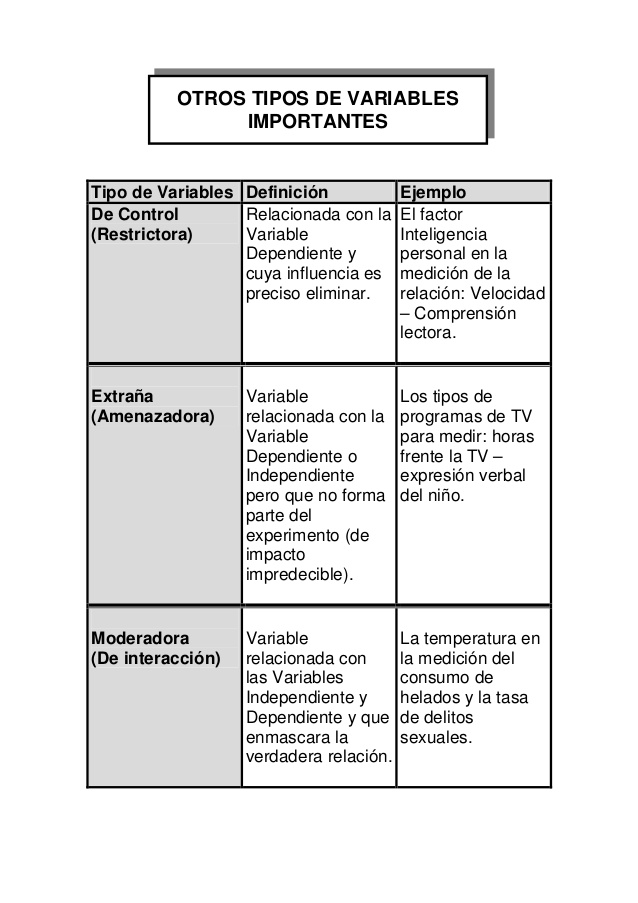 OTROS TIPOS DE VARIABLES
IMPORTANTES
Tipo de Variables Definición Ejemplo
De Control
(Restrictora)
Relacionada con la
Variable
Dependiente y
cuya influencia es
preciso eliminar.
El factor
Inteligencia
personal en la
medición de la
relación: Velocidad
– Comprensión
lectora.
Extraña
(Amenazadora)
Variable
relacionada con la
Variable
Dependiente o
Independiente
pero que no forma
parte del
experimento (de
impacto
impredecible).
Los tipos de
programas de TV
para medir: horas
frente la TV –
expresión verbal
del niño.
Moderadora
(De interacción)
Variable
relacionada con
las Variables
Independiente y
Dependiente y que
enmascara la
verdadera relación.
La temperatura en
la medición del
consumo de
helados y la tasa
de delitos
sexuales.